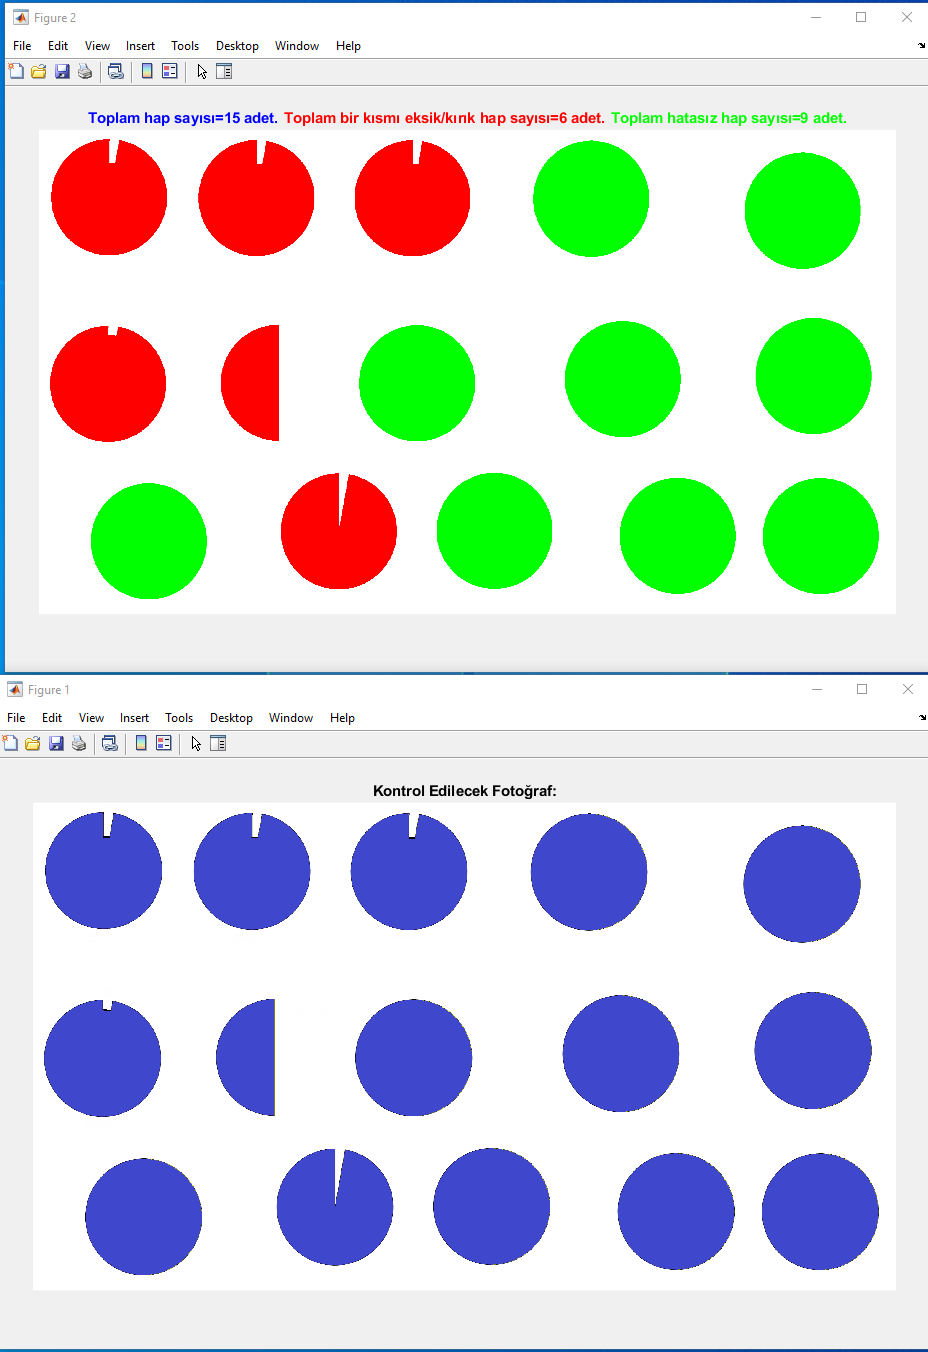 Figure 2
File Edit View Insert Tools Desktop Window Help
Toplam hap sayısı=15 adet. Toplam bir kısmı eksik/kırık hap sayısı=6 adet. Toplam hatasız hap sayısı=9 adet.
Figure 1
File Edit View Insert Tools Desktop Window Help
Kontrol Edilecek Fotoğraf: